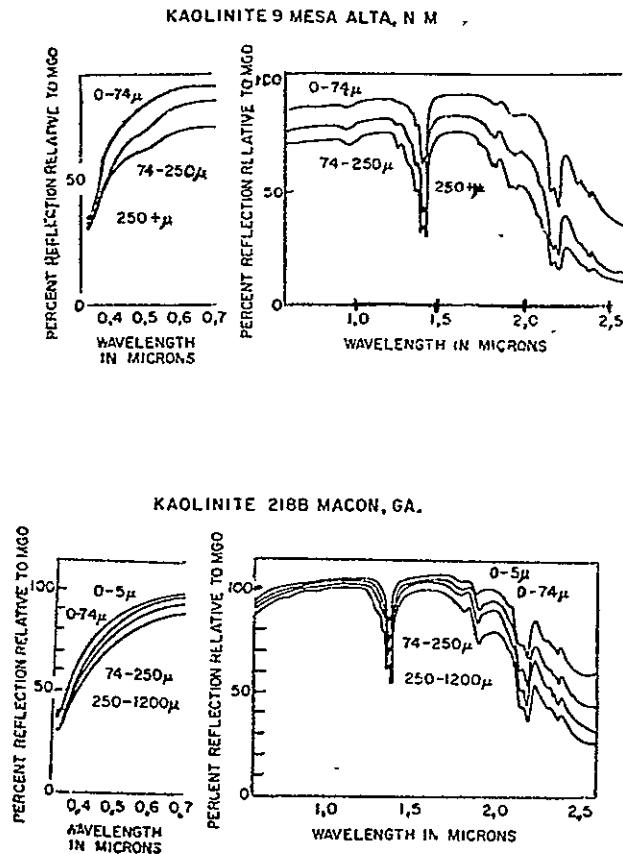 KAOLINITE 9 MESA ALTA, N M
PERCENT REFLECTION RELATIVE TO MGO
0-74μ
74-250μ
250+μ
50
0
0,4 0,5 0,6 0,7
WAVELENGTH
IN MICRONS
PERCENT REFLECTION RELATIVE TO MGO
100
0-74μ
74-250μ
250+μ
50
0
1,0 1,5 2,0 2,5
WAVELENGTH IN MICRONS
KAOLINITE 218B MACON, GA.
PERCENT REFLECTION RELATIVE TO MGO
100
0-5μ
0-74μ
74-250μ
250-1200μ
50
0
0,4 0,5 0,6 0,7
WAVELENGTH
IN MICRONS
PERCENT REFLECTION RELATIVE TO MGO
100
0-5μ
0-74μ
74-250μ
250-1200μ
50
0
1,0 1,5 2,0 2,5
WAVELENGTH IN MICRONS